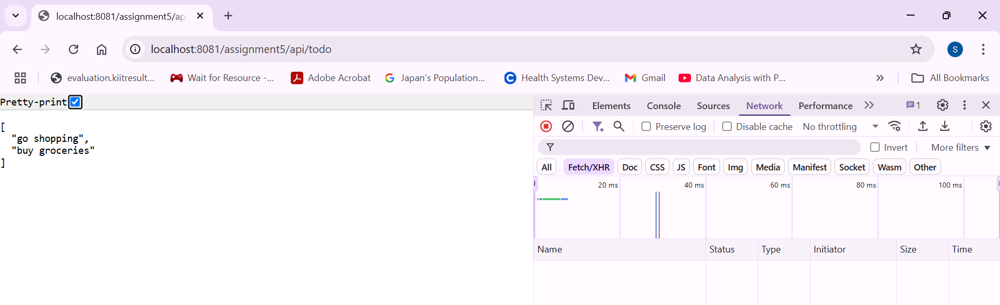 localhost:8081/assignment5/ap
localhost:8081/assignment5/api/todo
S
evaluation.kiitresult... Wait for Resource -... Adobe Acrobat Japan's Population... Health Systems Dev... Gmail Data Analysis with P... All Bookmarks
Pretty-print
[
"go shopping",
"buy groceries"
]
Elements Console Sources Network Performance 1
Preserve log Disable cache No throttling
Invert More filters
All Fetch/XHR Doc CSS JS Font Img Media Manifest Socket Wasm Other
20 ms 40 ms 60 ms 80 ms 100 ms
Name Status Type Initiator Size Time